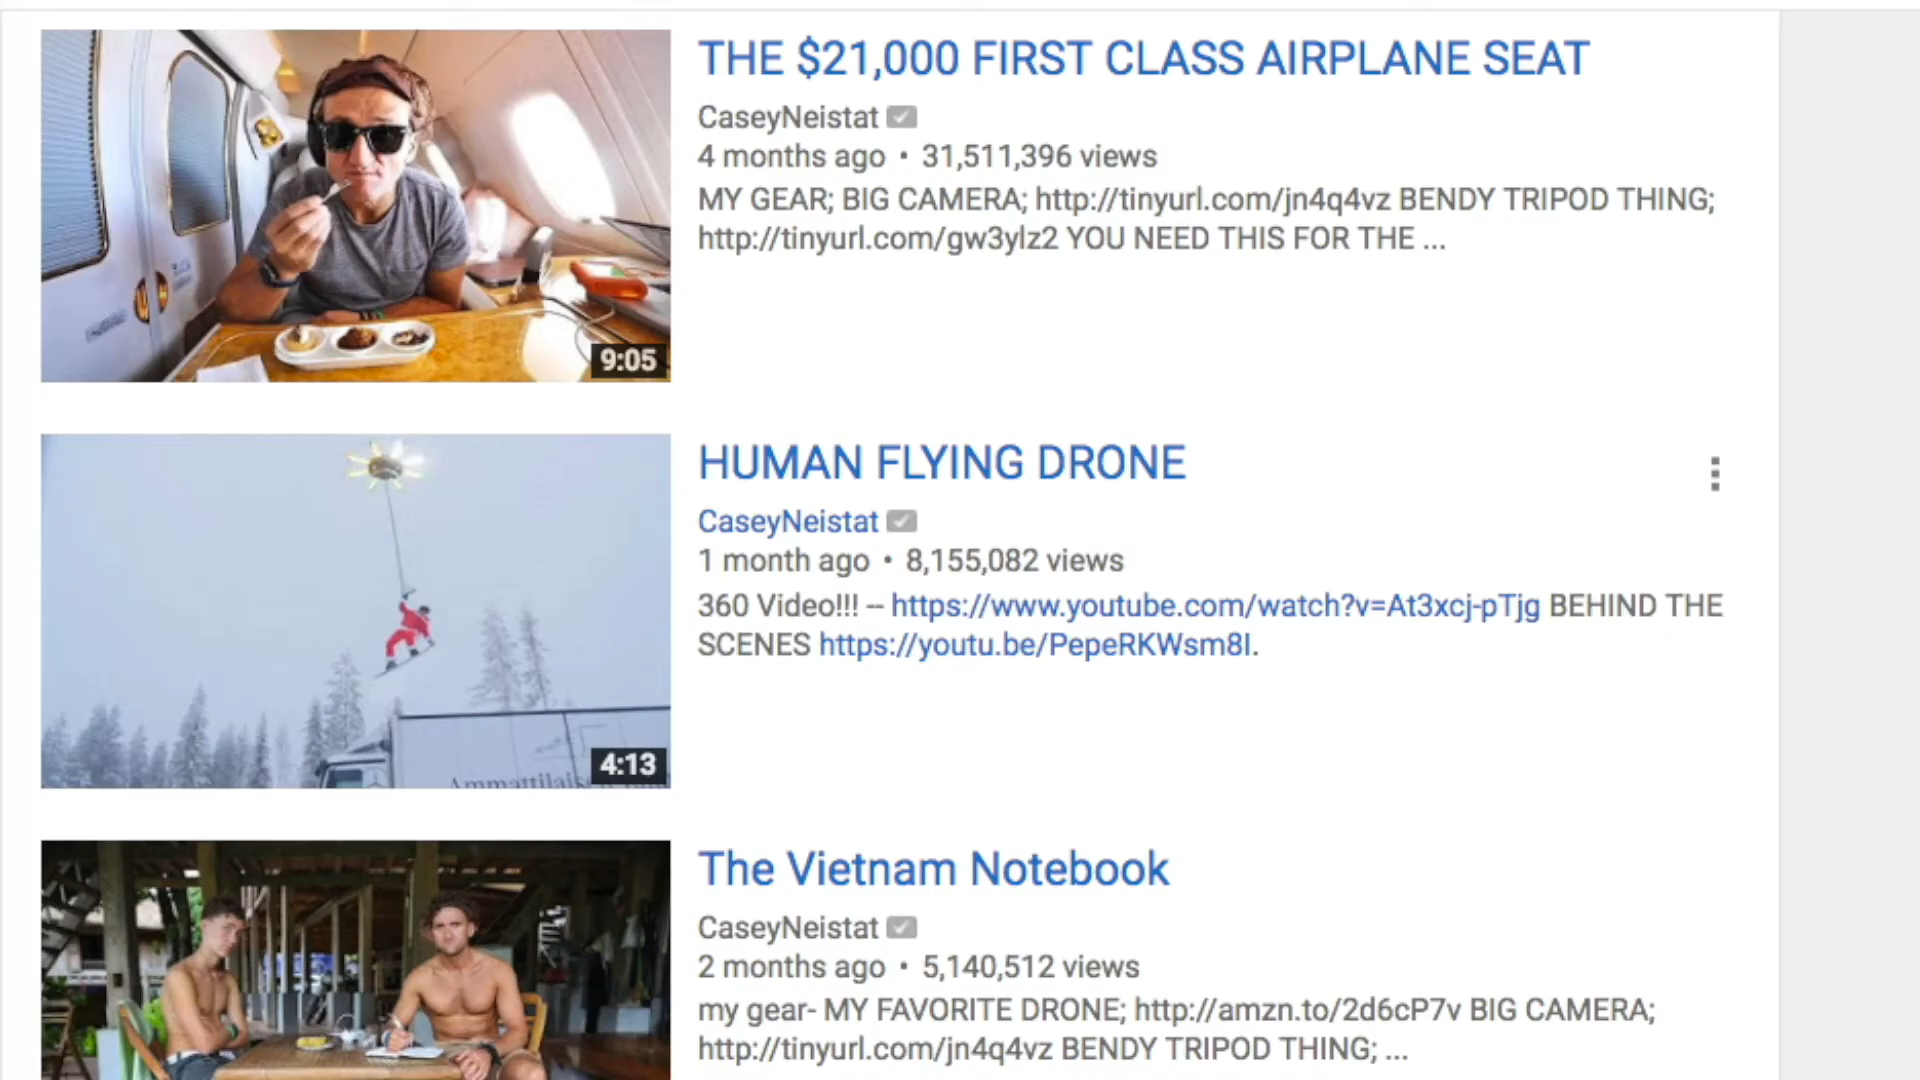 THE $21,000 FIRST CLASS AIRPLANE SEAT
CaseyNeistat
4 months ago • 31,511,396 views
MY GEAR; BIG CAMERA; http://tinyurl.com/jn4q4vz BENDY TRIPOD THING;
http://tinyurl.com/gw3ylz2 YOU NEED THIS FOR THE ...
9:05
HUMAN FLYING DRONE
CaseyNeistat
1 month ago • 8,155,082 views
360 Video!!! -- https://www.youtube.com/watch?v=At3xcj-pTjg BEHIND THE
SCENES https://youtu.be/PepeRKWsm8I.
4:13
The Vietnam Notebook
CaseyNeistat
2 months ago • 5,140,512 views
my gear- MY FAVORITE DRONE; http://amzn.to/2d6cP7v BIG CAMERA;
http://tinyurl.com/jn4q4vz BENDY TRIPOD THING; ...